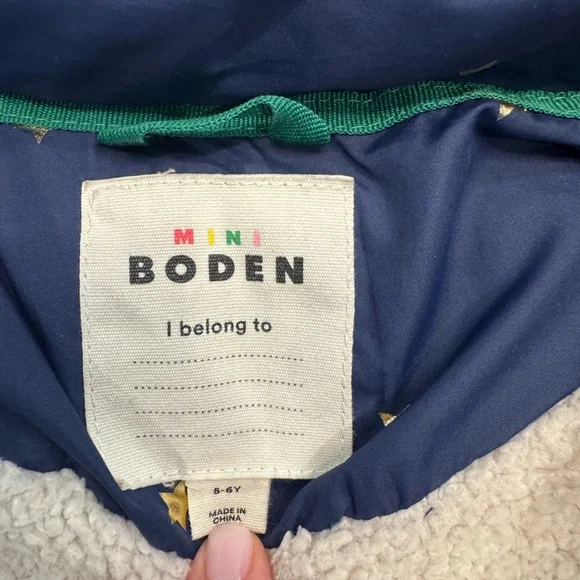 MINI
BODEN
I belong to
5-6Y
MADE IN
CHINA